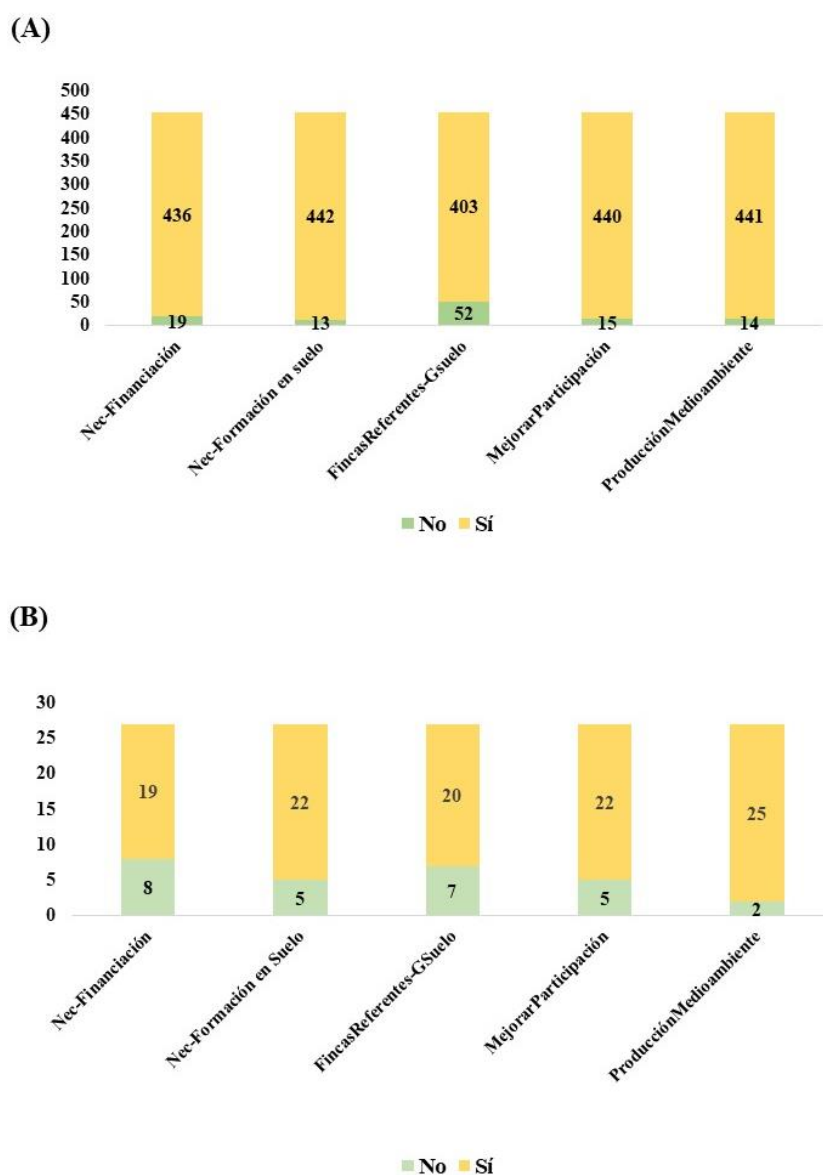 (A)
500
450
400
350
300
250
200
150
100
50
0
436 442 403 440 441
19 13 52 15 14
Nec-Financiación
Nec-Formación en suelo
FincasReferentes-Gsuelo
MejorarParticipación
ProducciónMedioambiente
No Sí
(B)
30
25
20
15
10
5
0
19 22 20 22 25
8 5 7 5 2
Nec-Financiación
Nec-Formación en Suelo
FincasReferentes-GSuelo
MejorarParticipación
ProducciónMedioambiente
No Sí